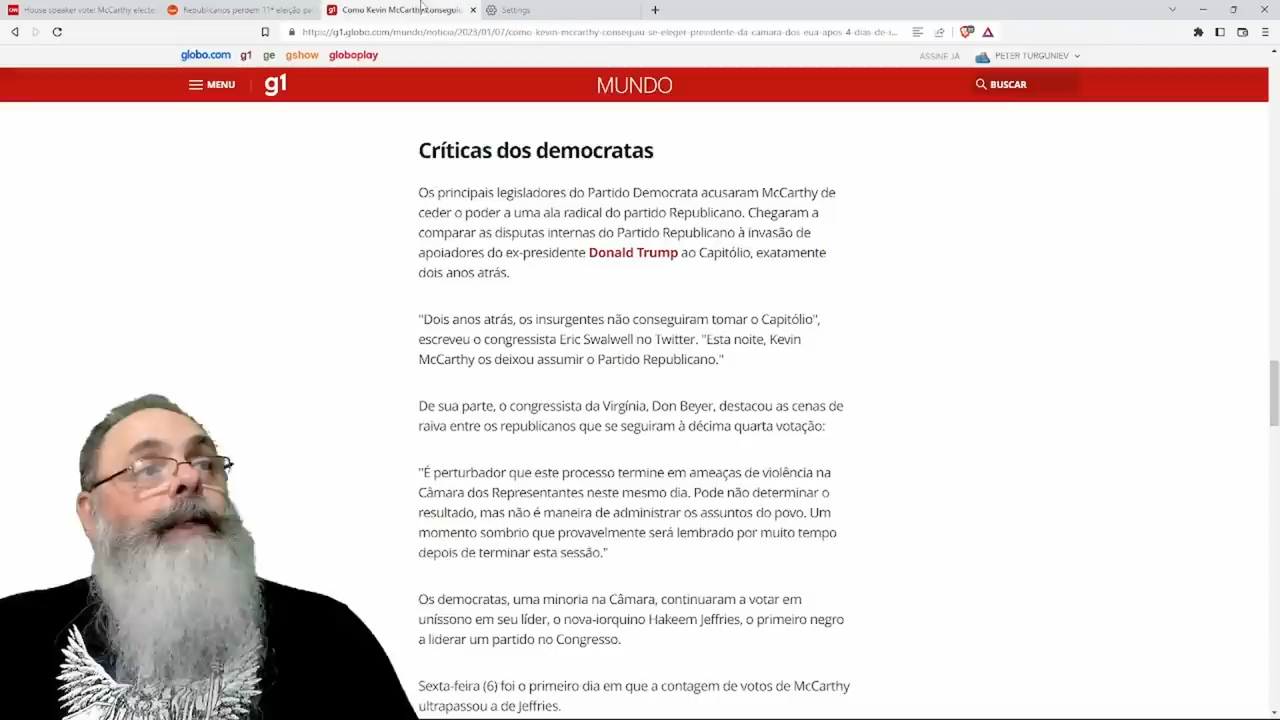 House speaker vote: McCarthy electe
Republicanos perdem 11ª eleição pa
Como Kevin McCarthy conseguiu
Settings
https://g1.globo.com/mundo/noticia/2023/01/07/como-kevin-mccarthy-conseguiu-se-eleger-presidente-da-camara-dos-eua-apos-4-dias-de-i...
globo.com g1 ge gshow globoplay
ASSINE JÁ PETER TURGUNIEV
MENU g1 MUNDO BUSCAR
Críticas dos democratas
Os principais legisladores do Partido Democrata acusaram McCarthy de
ceder o poder a uma ala radical do partido Republicano. Chegaram a
comparar as disputas internas do Partido Republicano à invasão de
apoiadores do ex-presidente Donald Trump ao Capitólio, exatamente
dois anos atrás.
"Dois anos atrás, os insurgentes não conseguiram tomar o Capitólio",
escreveu o congressista Eric Swalwell no Twitter. "Esta noite, Kevin
McCarthy os deixou assumir o Partido Republicano."
De sua parte, o congressista da Virgínia, Don Beyer, destacou as cenas de
raiva entre os republicanos que se seguiram à décima quarta votação:
"É perturbador que este processo termine em ameaças de violência na
Câmara dos Representantes neste mesmo dia. Pode não determinar o
resultado, mas não é maneira de administrar os assuntos do povo. Um
momento sombrio que provavelmente será lembrado por muito tempo
depois de terminar esta sessão."
Os democratas, uma minoria na Câmara, continuaram a votar em
uníssono em seu líder, o nova-iorquino Hakeem Jeffries, o primeiro negro
a liderar um partido no Congresso.
Sexta-feira (6) foi o primeiro dia em que a contagem de votos de McCarthy
ultrapassou a de Jeffries.